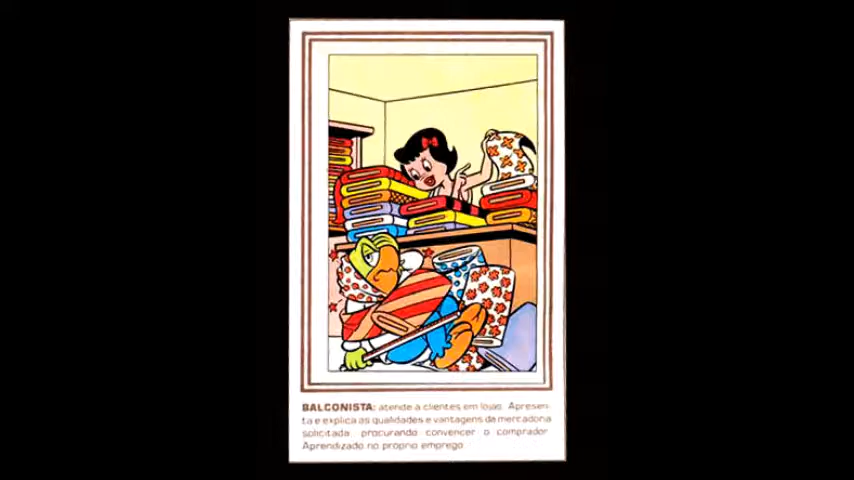 BALCONISTA: atende a clientes em lojas. Apresen-
ta e explica as qualidades e vantagens da mercadoria
solicitada, procurando convencer o comprador.
Aprendizado no próprio emprego.